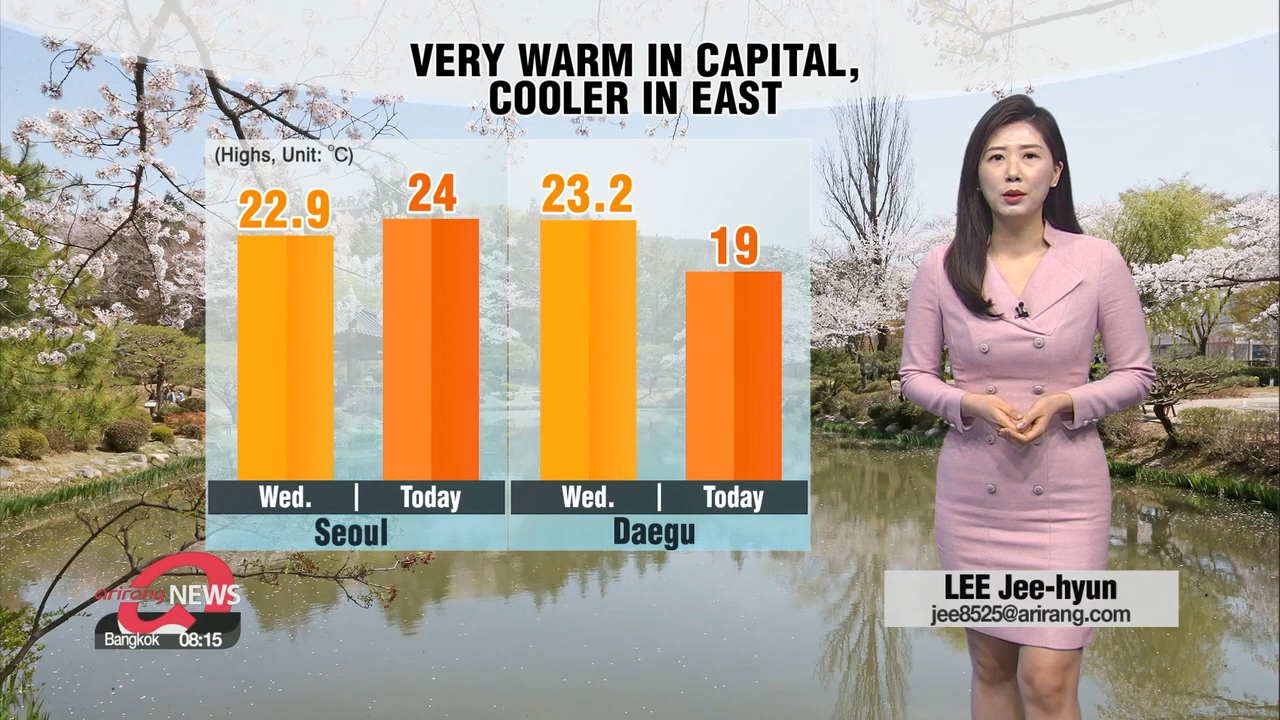 VERY WARM IN CAPITAL,
COOLER IN EAST
(Highs, Unit: °C)
22.9
24
23.2
19
Wed. | Today
Wed. | Today
Seoul
Daegu
arirang NEWS
Bangkok 08:15
LEE Jee-hyun
jee8525@arirang.com